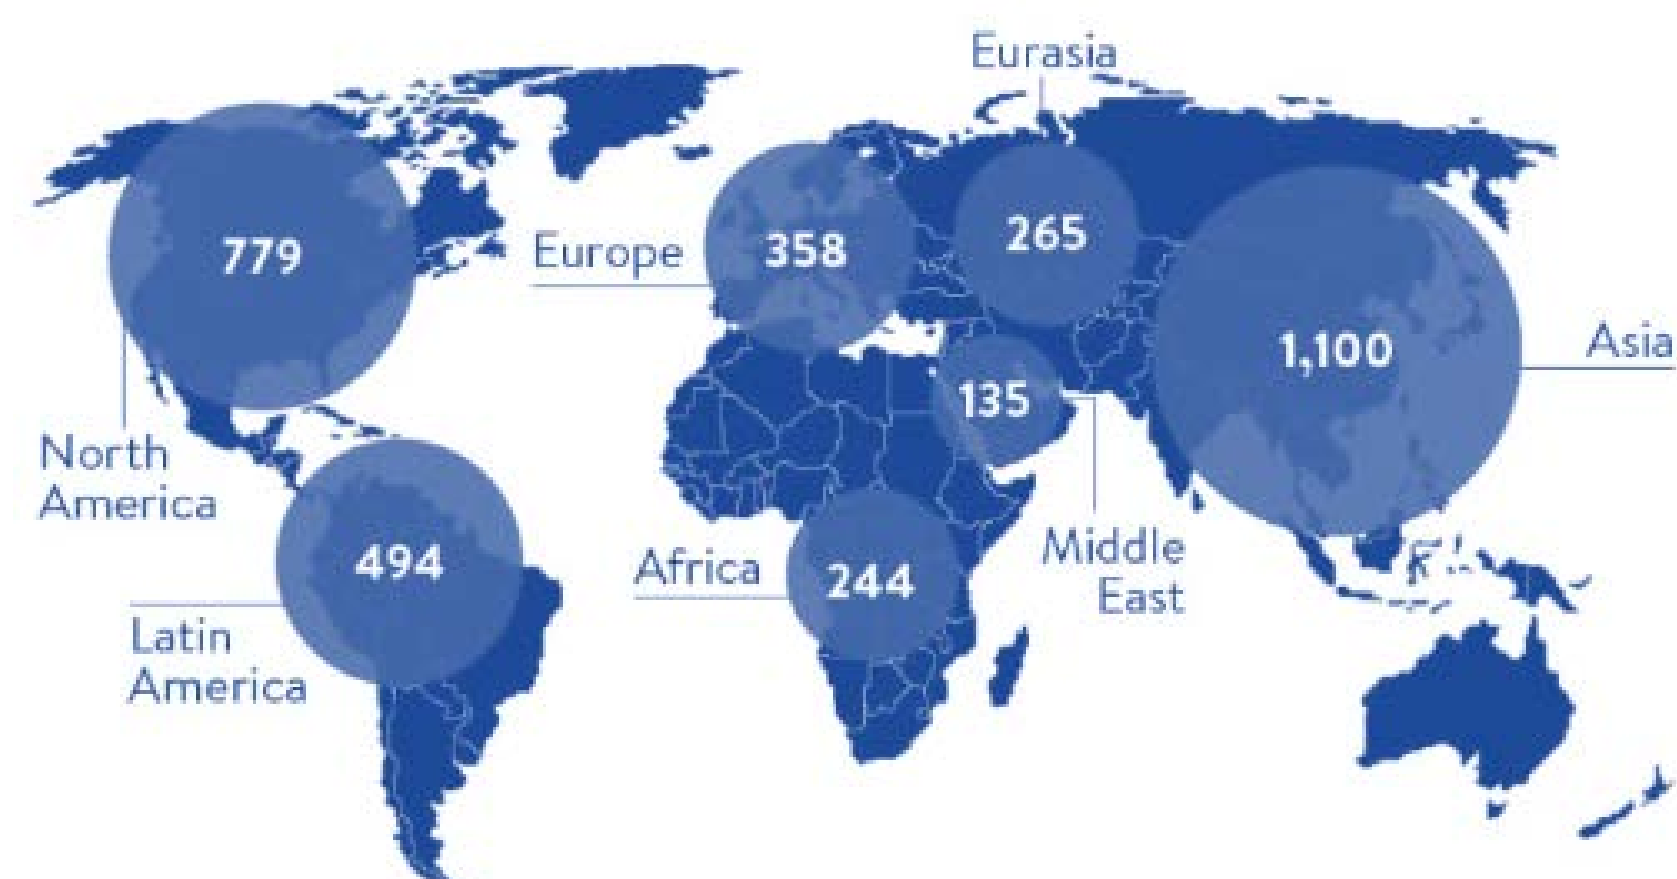 Eurasia
779
Europe
358
265
1,100
Asia
135
North
America
494
Africa
244
Middle
East
Latin
America